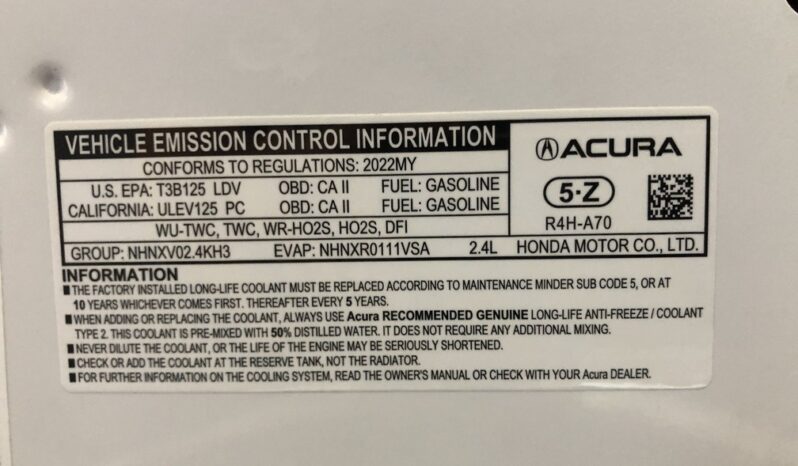 VEHICLE EMISSION CONTROL INFORMATION
CONFORMS TO REGULATIONS: 2022MY
U.S. EPA: T3B125 LDV OBD: CA II FUEL: GASOLINE
CALIFORNIA: ULEV125 PC OBD: CA II FUEL: GASOLINE
WU-TWC, TWC, WR-HO2S, HO2S, DFI
GROUP: NHNXV02.4KH3 EVAP: NHNXR0111VSA 2.4L
ACURA
5·Z
R4H-A70
HONDA MOTOR CO., LTD.
INFORMATION
■THE FACTORY INSTALLED LONG-LIFE COOLANT MUST BE REPLACED ACCORDING TO MAINTENANCE MINDER SUB CODE 5, OR AT
10 YEARS WHICHEVER COMES FIRST. THEREAFTER EVERY 5 YEARS.
■WHEN ADDING OR REPLACING THE COOLANT, ALWAYS USE Acura RECOMMENDED GENUINE LONG-LIFE ANTI-FREEZE / COOLANT
TYPE 2. THIS COOLANT IS PRE-MIXED WITH 50% DISTILLED WATER. IT DOES NOT REQUIRE ANY ADDITIONAL MIXING.
■NEVER DILUTE THE COOLANT, OR THE LIFE OF THE ENGINE MAY BE SERIOUSLY SHORTENED.
■CHECK OR ADD THE COOLANT AT THE RESERVE TANK, NOT THE RADIATOR.
■FOR FURTHER INFORMATION ON THE COOLING SYSTEM, READ THE OWNER'S MANUAL OR CHECK WITH YOUR Acura DEALER.